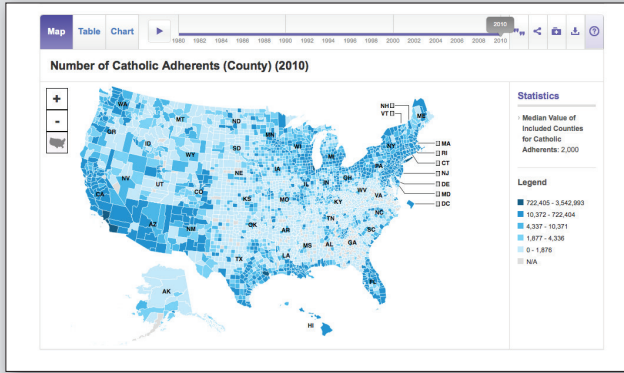 Map Table Chart
2010
1980 1982 1984 1986 1988 1990 1992 1994 1996 1998 2000 2002 2004 2006 2008 2010
Number of Catholic Adherents (County) (2010)
+
-
Statistics
Median Value of
Included Counties
for Catholic
Adherents: 2,000
Legend
722,405 - 3,542,993
10,372 - 722,404
4,337 - 10,371
1,877 - 4,336
0 - 1,876
N/A
WA
MT
ND
MN
OR
ID
WY
SD
WI
MI
NY
ME
NH
VT
MA
RI
CT
NJ
DE
MD
DC
NV
UT
CO
NE
IA
IL
IN
OH
PA
WV
VA
CA
AZ
NM
KS
MO
KY
OK
AR
TN
NC
SC
TX
LA
MS
AL
GA
FL
AK
HI